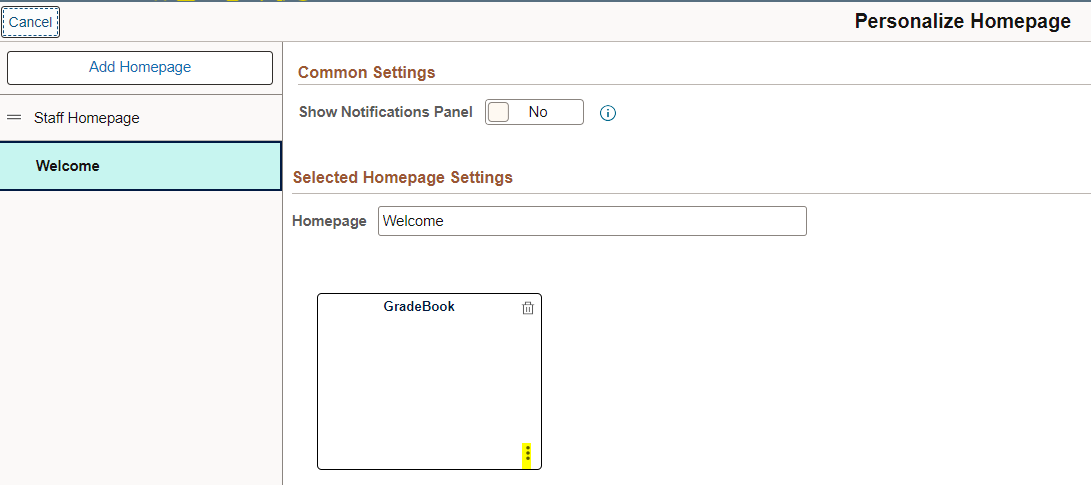 Cancel
Personalize Homepage
Add Homepage
Common Settings
Show Notifications Panel No
Staff Homepage
Welcome
Selected Homepage Settings
Homepage Welcome
GradeBook